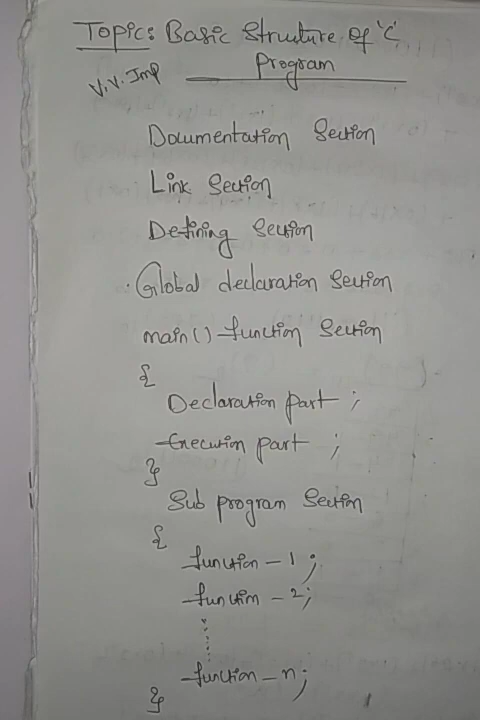 Topic: Basic Structure of 'C'
Program
V.V. Imp
Documentation Section
Link Section
Defining Section
Global declaration Section
main() function Section
{
Declaration part ;
Execution part ;
}
Sub program Section
{
function - 1 ;
function - 2;
function - n;
}